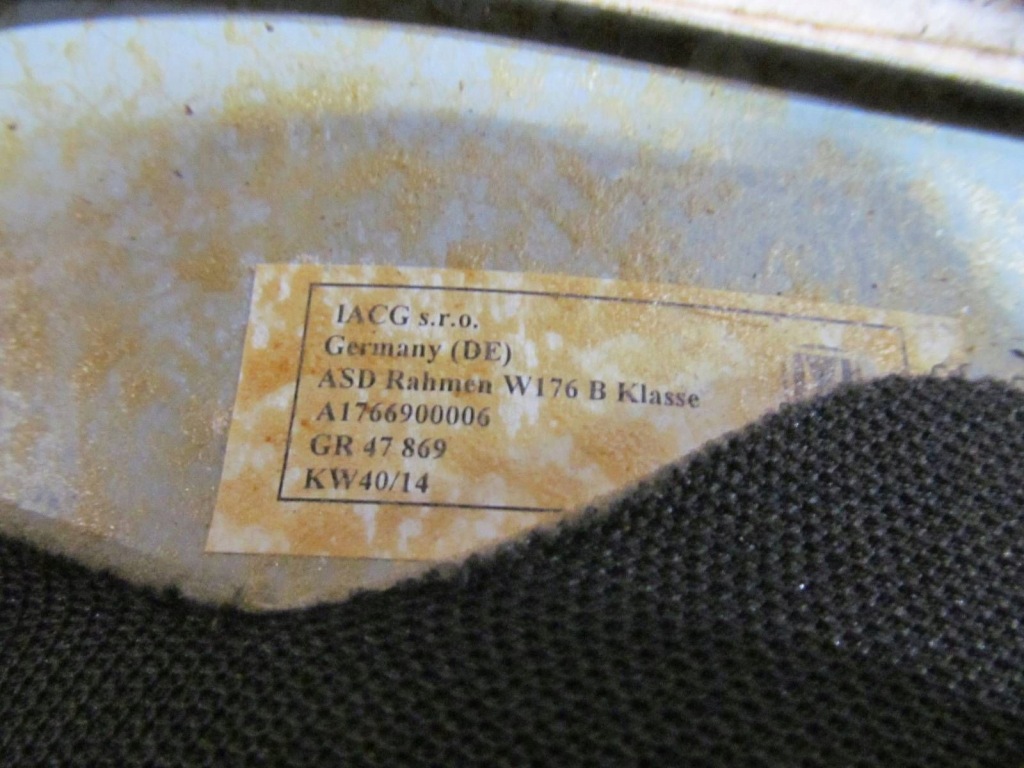 IACG s.r.o.
Germany (DE)
ASD Rahmen W176 B Klasse
A1766900006
GR 47 869
KW40/14